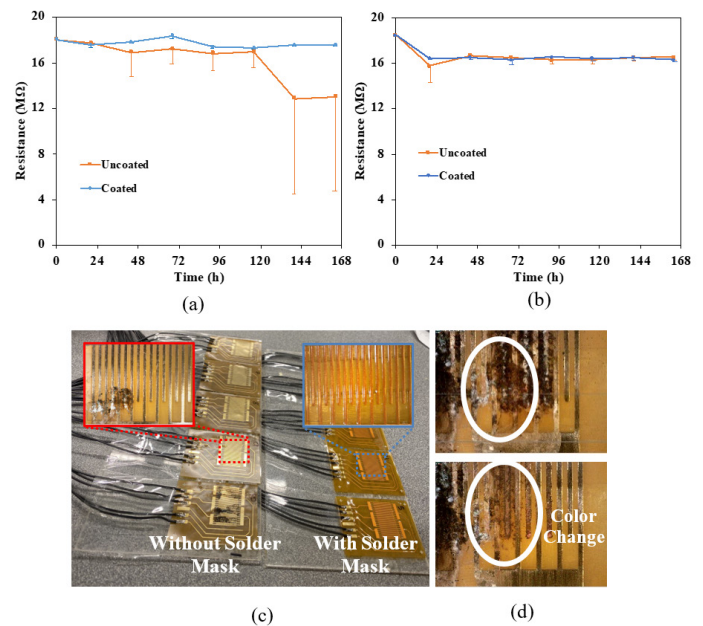 (a)
Resistance (MΩ)
20
16
12
8
4
0
Uncoated
Coated
0 24 48 72 96 120 144 168
Time (h)
(a)
(b)
Resistance (MΩ)
20
16
12
8
4
0
Uncoated
Coated
0 24 48 72 96 120 144 168
Time (h)
(b)
Without Solder
Mask
With Solder
Mask
(c)
Color
Change
(d)